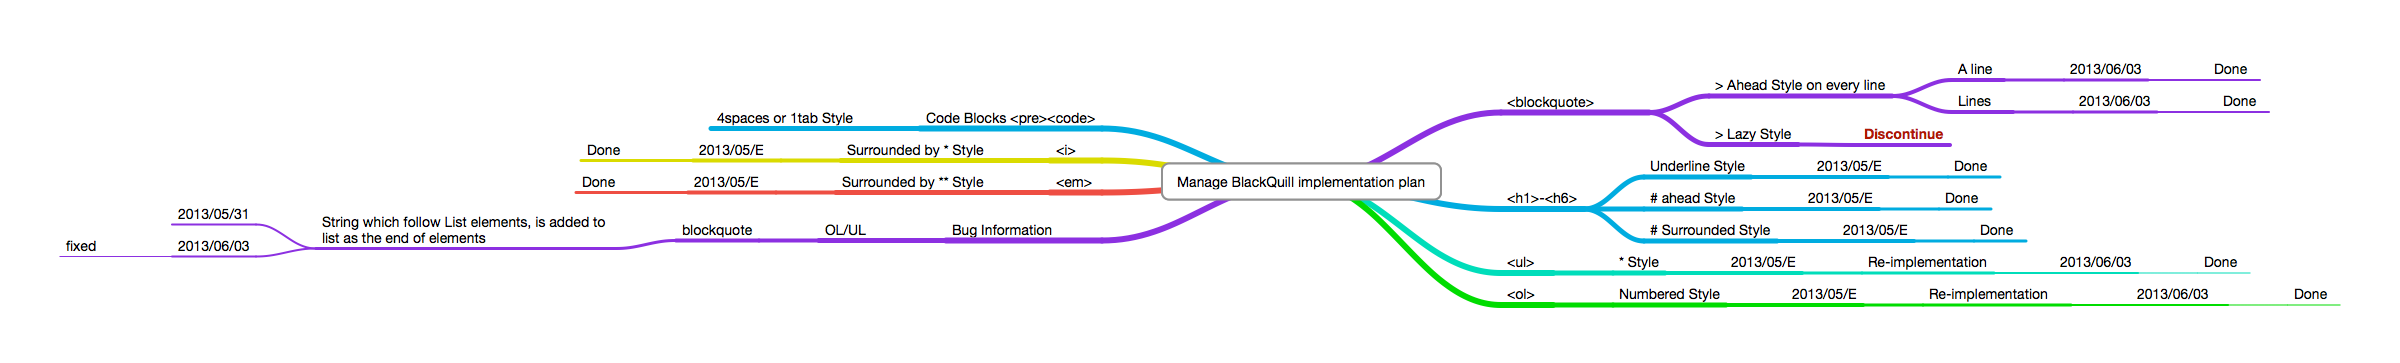 Manage BlackQuill implementation plan
<blockquote>
> Ahead Style on every line
A line 2013/06/03 Done
Lines 2013/06/03 Done
> Lazy Style Discontinue
<h1>-<h6>
Underline Style 2013/05/E Done
# ahead Style 2013/05/E Done
# Surrounded Style 2013/05/E Done
<ul> * Style 2013/05/E Re-implementation 2013/06/03 Done
<ol> Numbered Style 2013/05/E Re-implementation 2013/06/03 Done
4spaces or 1tab Style Code Blocks <pre><code>
Done 2013/05/E Surrounded by * Style <i>
Done 2013/05/E Surrounded by ** Style <em>
2013/05/31
fixed 2013/06/03
String which follow List elements, is added to
list as the end of elements
blockquote OL/UL Bug Information